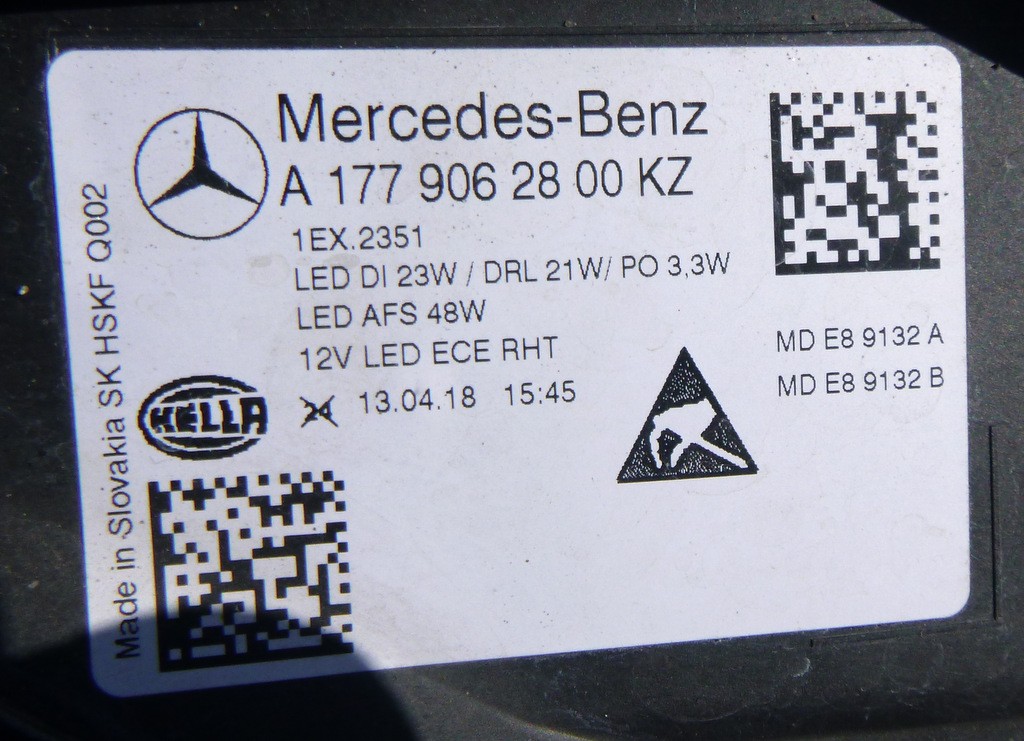 Mercedes-Benz
A 177 906 28 00 KZ
1EX.2351
LED DI 23W / DRL 21W/ PO 3,3W
LED AFS 48W
12V LED ECE RHT
24 13.04.18 15:45
HELLA
MD E8 9132 A
MD E8 9132 B
Made in Slovakia SK HSKF Q002